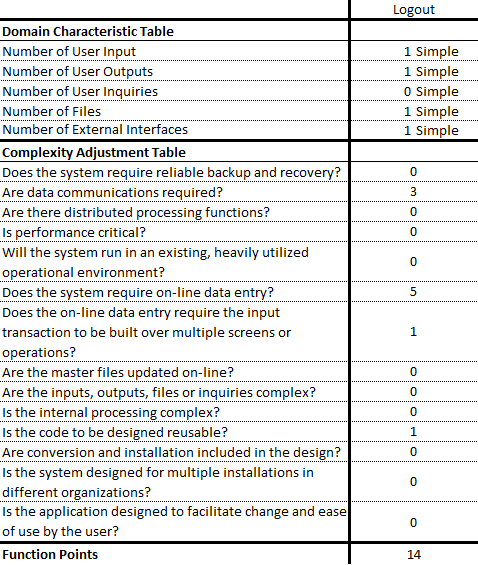 Logout
Domain Characteristic Table
Number of User Input 1 Simple
Number of User Outputs 1 Simple
Number of User Inquiries 0 Simple
Number of Files 1 Simple
Number of External Interfaces 1 Simple
Complexity Adjustment Table
Does the system require reliable backup and recovery? 0
Are data communications required? 3
Are there distributed processing functions? 0
Is performance critical? 0
Will the system run in an existing, heavily utilized
operational environment? 0
Does the system require on-line data entry? 5
Does the on-line data entry require the input
transaction to be built over multiple screens or 1
operations?
Are the master files updated on-line? 0
Are the inputs, outputs, files or inquiries complex? 0
Is the internal processing complex? 0
Is the code to be designed reusable? 1
Are conversion and installation included in the design? 0
Is the system designed for multiple installations in
different organizations? 0
Is the application designed to facilitate change and ease
of use by the user? 0
Function Points 14